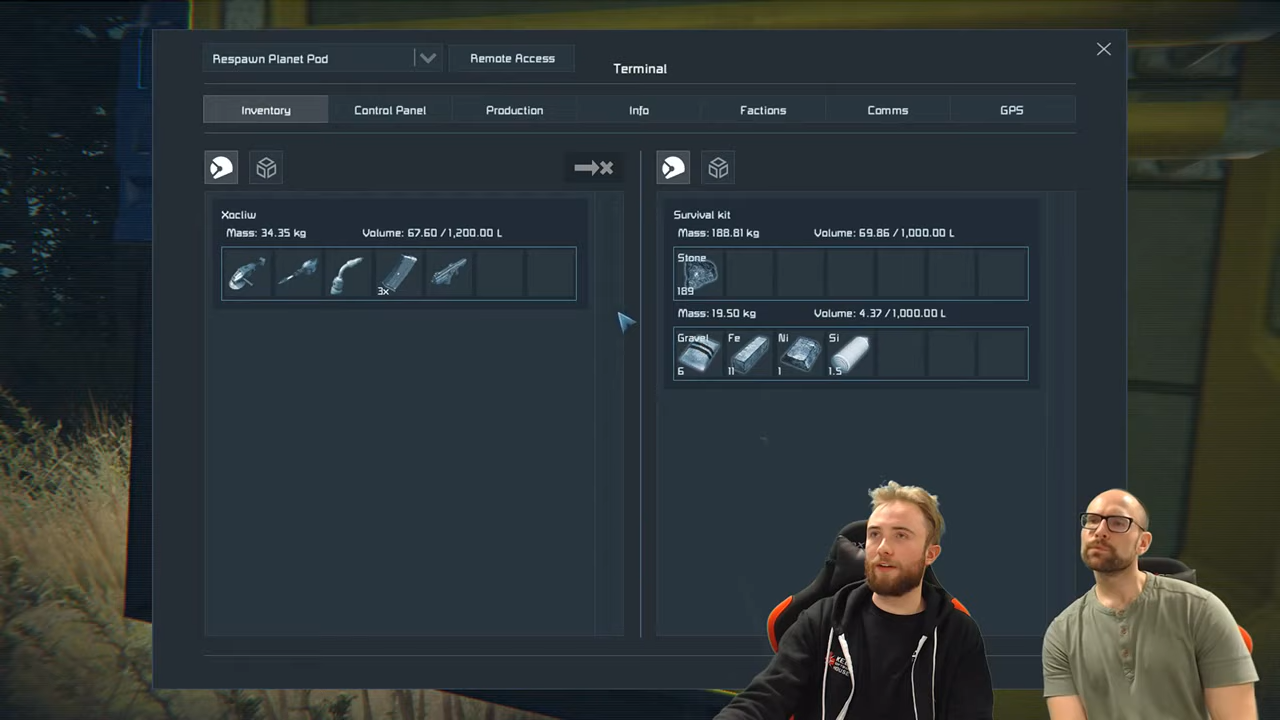 Respawn Planet Pod
Remote Access
Terminal
Inventory
Control Panel
Production
Info
Factions
Comms
GPS
Xocliw
Mass: 34.35 kg
Volume: 67.60 / 1,200.00 L
3x
Survival kit
Mass: 188.81 kg
Volume: 69.86 / 1,000.00 L
Stone
189
Mass: 19.50 kg
Volume: 4.37 / 1,000.00 L
Gravel
Fe
Ni
Si
6
11
1
1.5